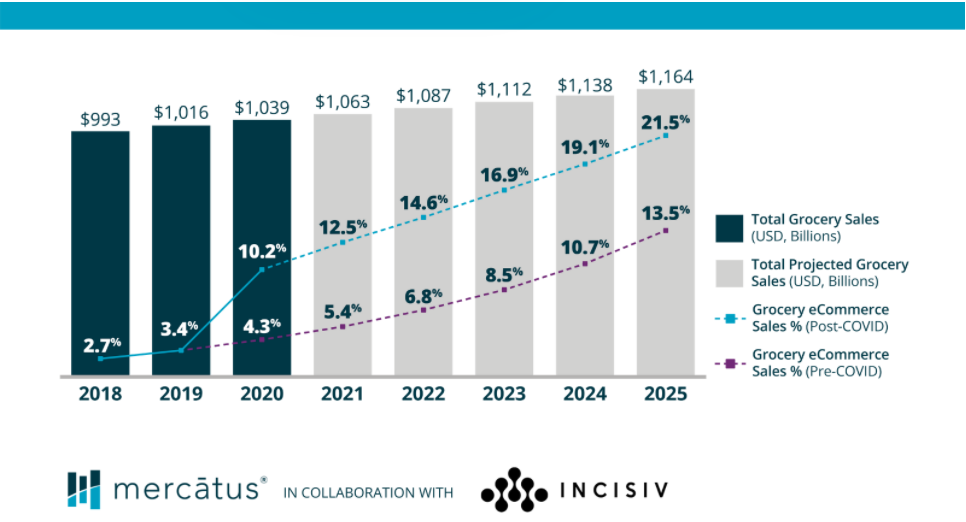 $993
$1,016
$1,039
$1,063
$1,087
$1,112
$1,138
$1,164
2.7%
3.4%
10.2%
12.5%
14.6%
16.9%
19.1%
21.5%
4.3%
5.4%
6.8%
8.5%
10.7%
13.5%
2018 2019 2020 2021 2022 2023 2024 2025
Total Grocery Sales
(USD, Billions)
Total Projected Grocery
Sales (USD, Billions)
Grocery eCommerce
Sales % (Post-COVID)
Grocery eCommerce
Sales % (Pre-COVID)
mercātus® IN COLLABORATION WITH INCISIV